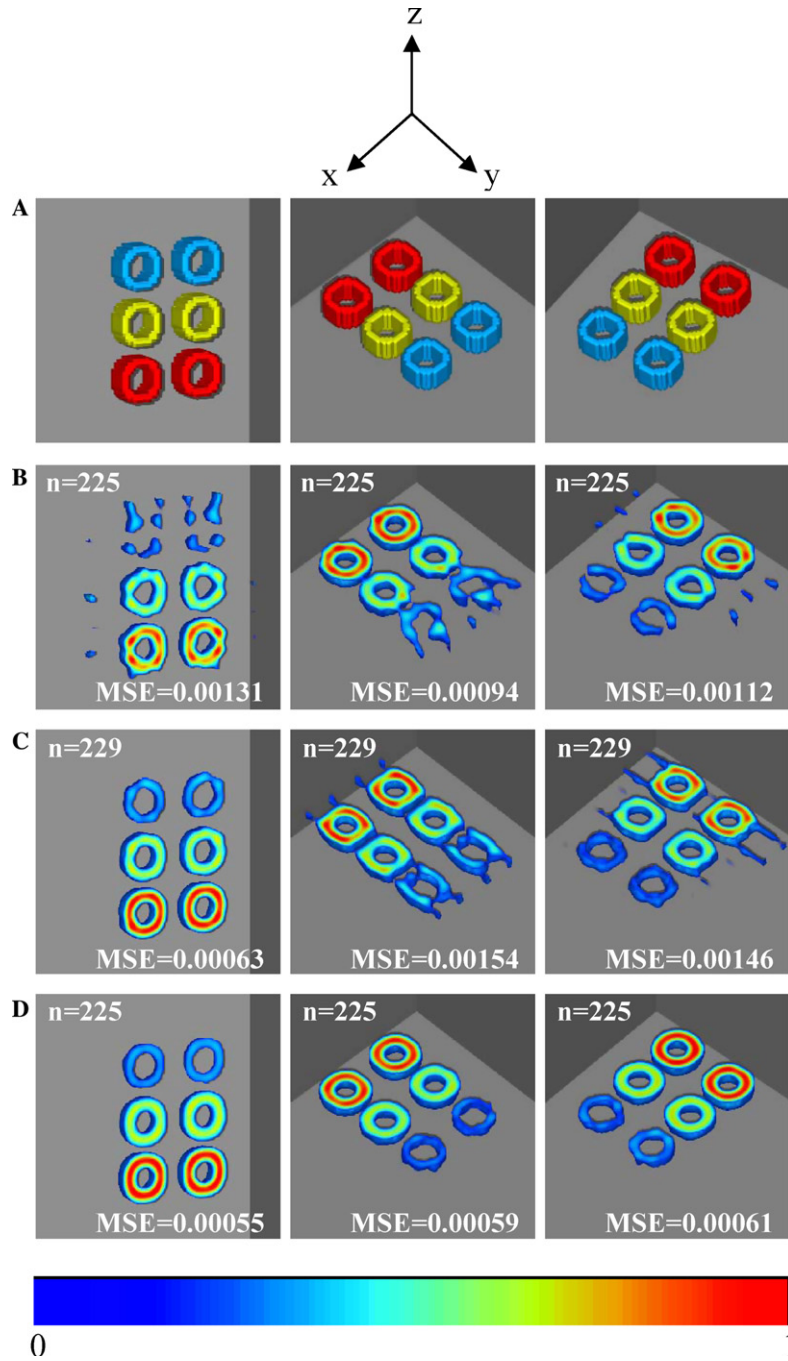 z
x
y
A
B
n=225
n=225
n=225
MSE=0.00131
MSE=0.00094
MSE=0.00112
C
n=229
n=229
n=229
MSE=0.00063
MSE=0.00154
MSE=0.00146
D
n=225
n=225
n=225
MSE=0.00055
MSE=0.00059
MSE=0.00061
0